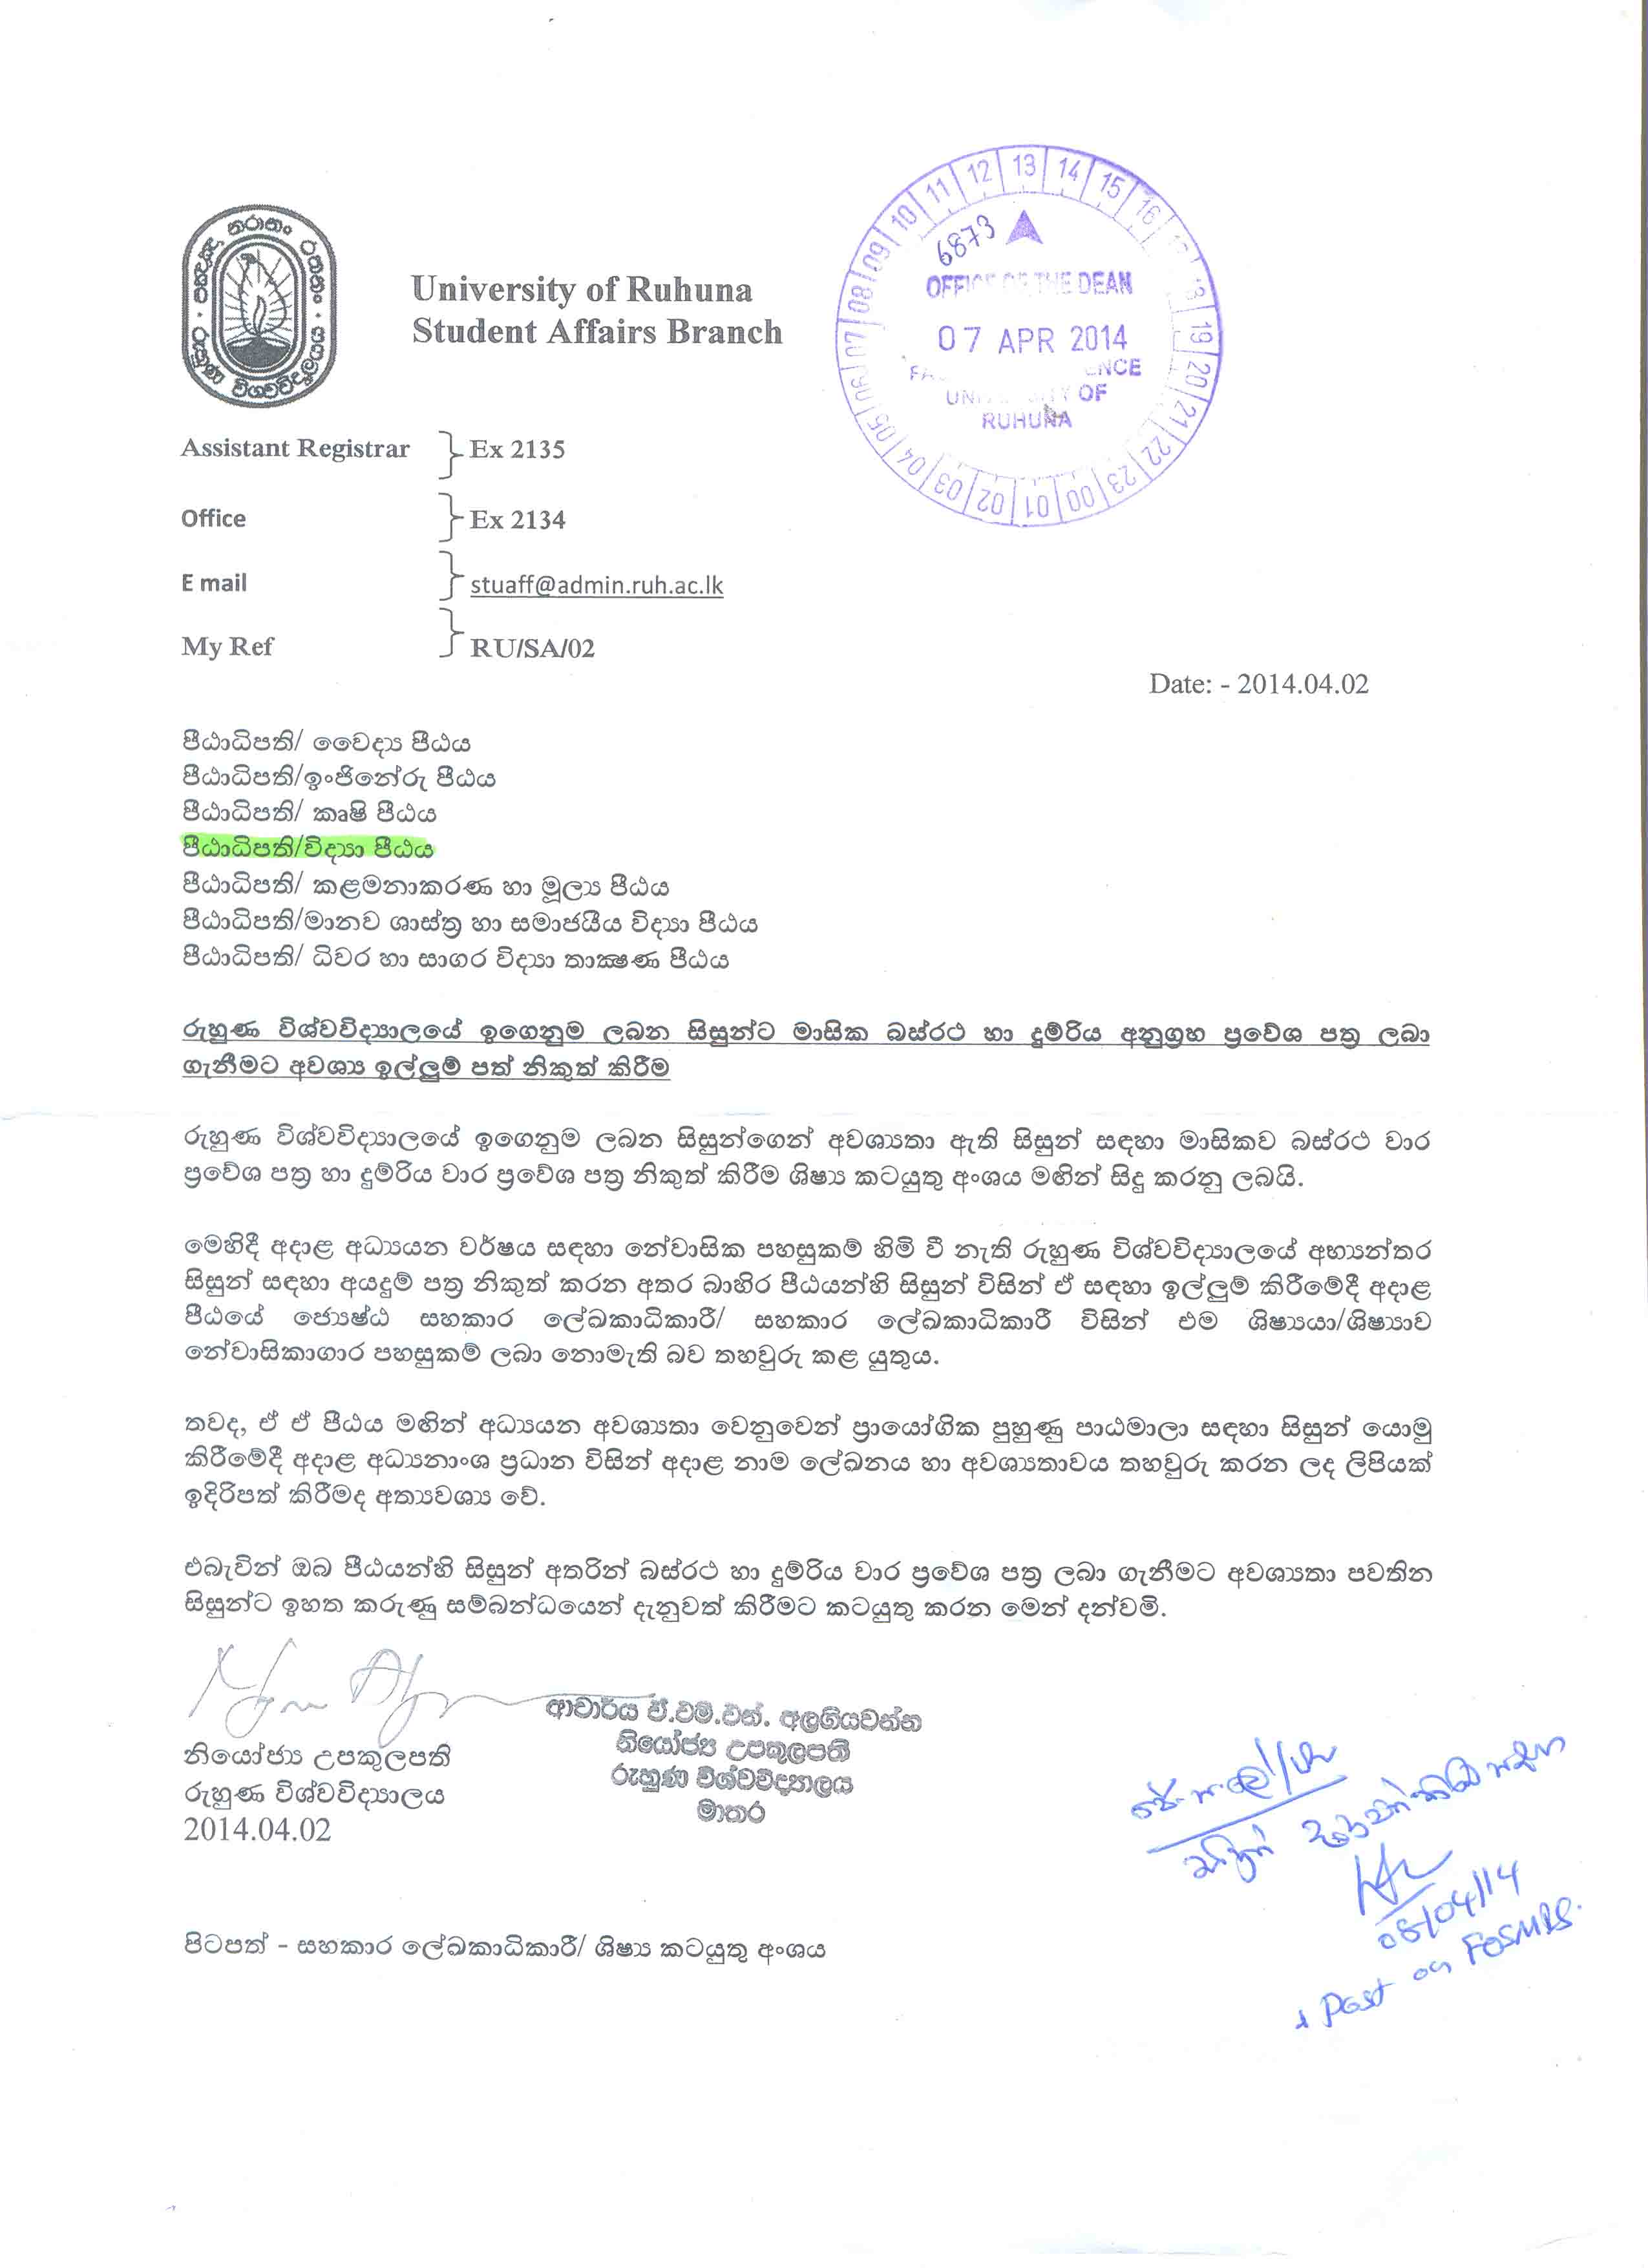 පඤ්ඤා නරානං රතනං
රුහුණ විශ්වවිද්‍යාලය
University of Ruhuna
Student Affairs Branch
6873
OFFICE OF THE DEAN
07 APR 2014
UNIVERSITY OF
RUHUNA
Assistant Registrar } Ex 2135
Office } Ex 2134
E mail } stuaff@admin.ruh.ac.lk
My Ref } RU/SA/02
Date: - 2014.04.02
පීඨාධිපති/ වෛද්‍ය පීඨය
පීඨාධිපති/ඉංජිනේරු පීඨය
පීඨාධිපති/ කෘෂි පීඨය
පීඨාධිපති/විද්‍යා පීඨය
පීඨාධිපති/ කළමනාකරණ හා මූල්‍ය පීඨය
පීඨාධිපති/මානව ශාස්ත්‍ර හා සමාජයීය විද්‍යා පීඨය
පීඨාධිපති/ ධිවර හා සාගර විද්‍යා තාක්‍ෂණ පීඨය
රුහුණ විශ්වවිද්‍යාලයේ ඉගෙනුම ලබන සිසුන්ට මාසික බස්රථ හා දුම්රිය අනුග්‍රහ ප්‍රවේශ පත්‍ර ලබා
ගැනීමට අවශ්‍ය ඉල්ලුම් පත් නිකුත් කිරීම
රුහුණ විශ්වවිද්‍යාලයේ ඉගෙනුම ලබන සිසුන්ගෙන් අවශ්‍යතා ඇති සිසුන් සඳහා මාසිකව බස්රථ වාර
ප්‍රවේශ පත්‍ර හා දුම්රිය වාර ප්‍රවේශ පත්‍ර නිකුත් කිරීම ශිෂ්‍ය කටයුතු අංශය මඟින් සිදු කරනු ලබයි.
මෙහිදී අදාළ අධ්‍යයන වර්ෂය සඳහා නේවාසික පහසුකම් හිමි වී නැති රුහුණ විශ්වවිද්‍යාලයේ අභ්‍යන්තර
සිසුන් සඳහා අයදුම් පත්‍ර නිකුත් කරන අතර බාහිර පීඨයන්හි සිසුන් විසින් ඒ සඳහා ඉල්ලුම් කිරීමේදී අදාළ
පීඨයේ ජ්‍යෙෂ්ඨ සහකාර ලේඛකාධිකාරී/ සහකාර ලේඛකාධිකාරී විසින් එම ශිෂ්‍යයා/ශිෂ්‍යාව
නේවාසිකාගාර පහසුකම් ලබා නොමැති බව තහවුරු කළ යුතුය.
තවද, ඒ ඒ පීඨය මඟින් අධ්‍යයන අවශ්‍යතා වෙනුවෙන් ප්‍රායෝගික පුහුණු පාඨමාලා සඳහා සිසුන් යොමු
කිරීමේදී අදාළ අධ්‍යනාංශ ප්‍රධාන විසින් අදාළ නාම ලේඛනය හා අවශ්‍යතාවය තහවුරු කරන ලද ලිපියක්
ඉදිරිපත් කිරීමද අත්‍යවශ්‍ය වේ.
එබැවින් ඔබ පීඨයන්හි සිසුන් අතරින් බස්රථ හා දුම්රිය වාර ප්‍රවේශ පත්‍ර ලබා ගැනීමට අවශ්‍යතා පවතින
සිසුන්ට ඉහත කරුණු සම්බන්ධයෙන් දැනුවත් කිරීමට කටයුතු කරන මෙන් දන්වමි.
ආචාර්ය ඒ.එම්.එන්. අලගියවන්න
නියෝජ්‍ය උපකුලපති
රුහුණ විශ්වවිද්‍යාලය
මාතර
නියෝජ්‍ය උපකුලපති
රුහුණ විශ්වවිද්‍යාලය
2014.04.02
08/04/14
+ Post on FOSMIS.
පිටපත් - සහකාර ලේඛකාධිකාරී/ ශිෂ්‍ය කටයුතු අංශය